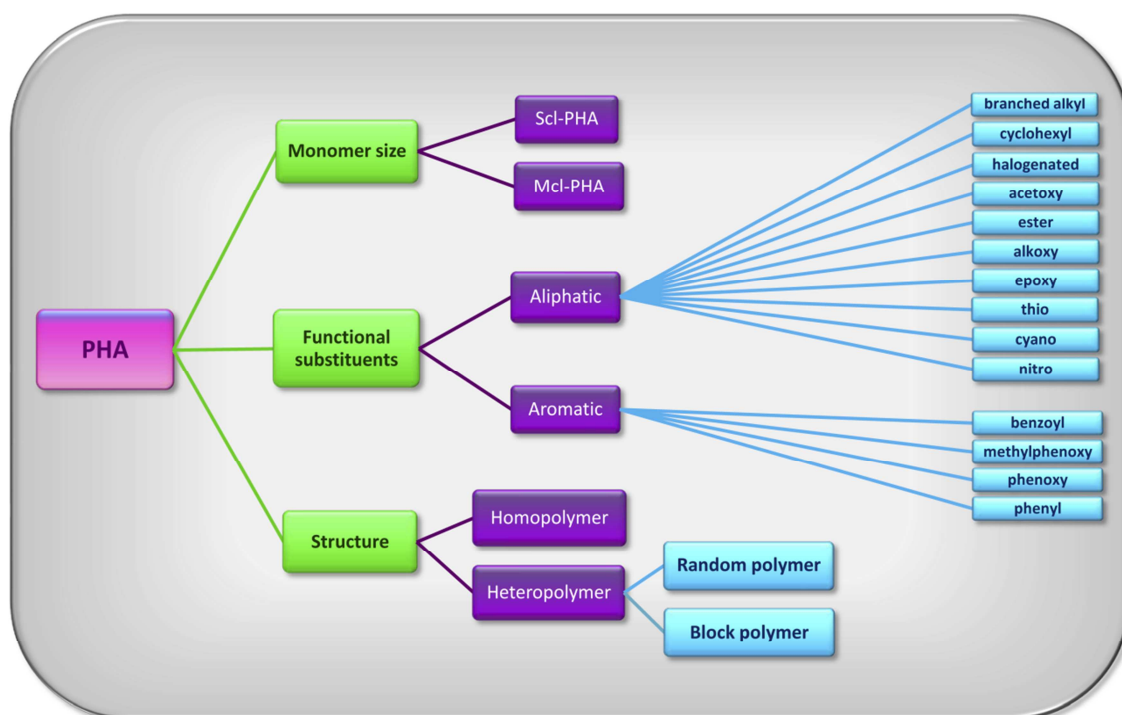 PHA
Monomer size
Scl-PHA
Mcl-PHA
Functional
substituents
Aliphatic
branched alkyl
cyclohexyl
halogenated
acetoxy
ester
alkoxy
epoxy
thio
cyano
nitro
Aromatic
benzoyl
methylphenoxy
phenoxy
phenyl
Structure
Homopolymer
Heteropolymer
Random polymer
Block polymer